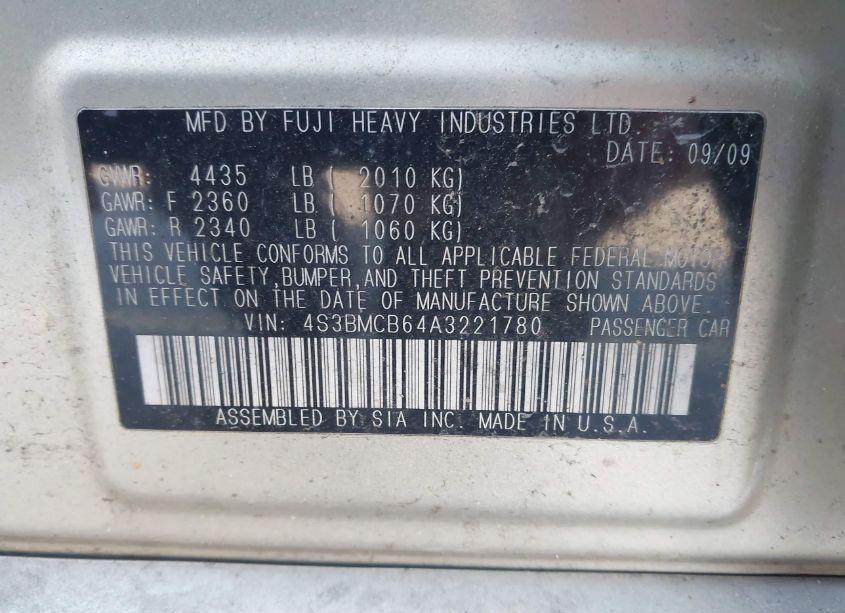 MFD BY FUJI HEAVY INDUSTRIES LTD
DATE: 09/09
GVWR: 4435 LB ( 2010 KG)
GAWR: F 2360 LB ( 1070 KG)
GAWR: R 2340 LB ( 1060 KG)
THIS VEHICLE CONFORMS TO ALL APPLICABLE FEDERAL MOTOR
VEHICLE SAFETY,BUMPER,AND THEFT PREVENTION STANDARDS
IN EFFECT ON THE DATE OF MANUFACTURE SHOWN ABOVE.
VIN: 4S3BMCB64A3221780 PASSENGER CAR
ASSEMBLED BY SIA INC. MADE IN U.S.A.